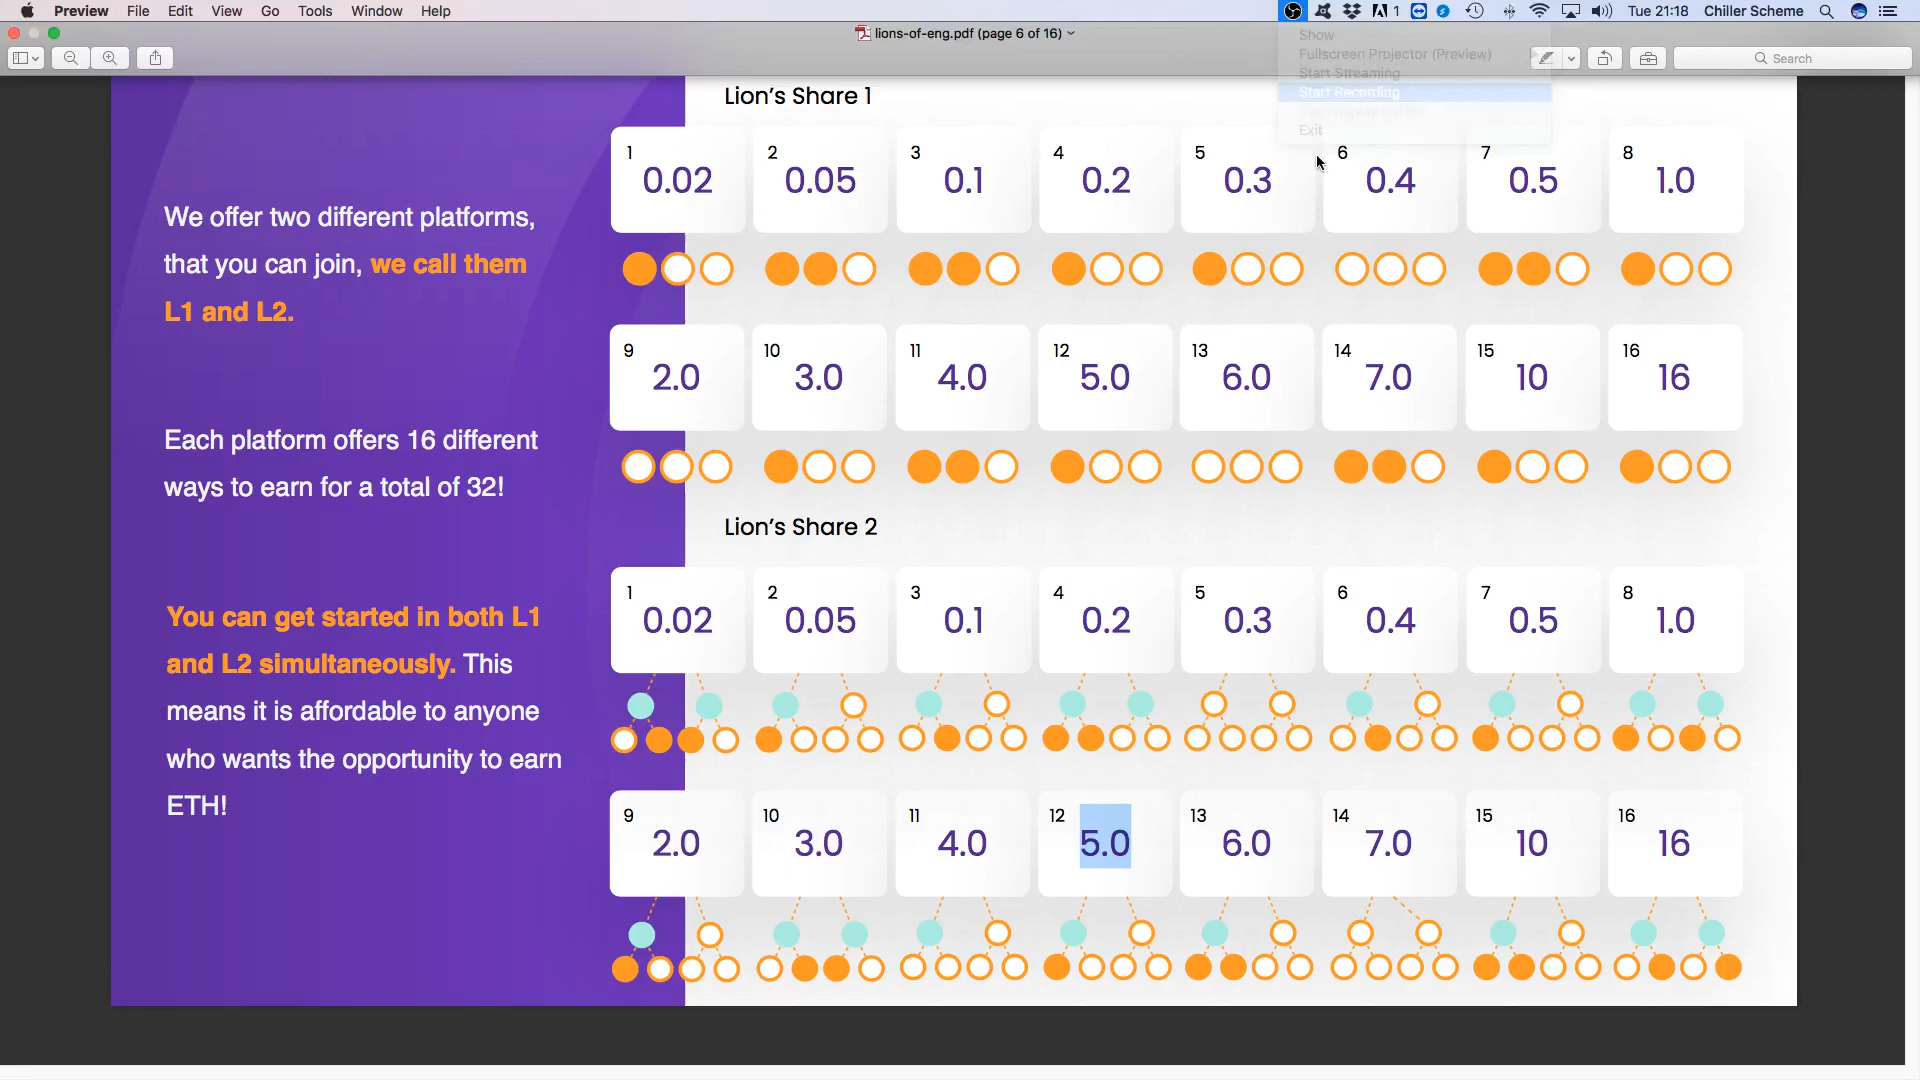 Preview File Edit View Go Tools Window Help 1 Tue 21:18 Chiller Scheme
lions-of-eng.pdf (page 6 of 16)
Search
Show
Fullscreen Projector (Preview)
Start Streaming
Start Recording
Exit
We offer two different platforms,
that you can join, we call them
L1 and L2.
Each platform offers 16 different
ways to earn for a total of 32!
You can get started in both L1
and L2 simultaneously. This
means it is affordable to anyone
who wants the opportunity to earn
ETH!
Lion's Share 1
1 2 3 4 5 6 7 8
0.02 0.05 0.1 0.2 0.3 0.4 0.5 1.0
9 10 11 12 13 14 15 16
2.0 3.0 4.0 5.0 6.0 7.0 10 16
Lion's Share 2
1 2 3 4 5 6 7 8
0.02 0.05 0.1 0.2 0.3 0.4 0.5 1.0
9 10 11 12 13 14 15 16
2.0 3.0 4.0 5.0 6.0 7.0 10 16